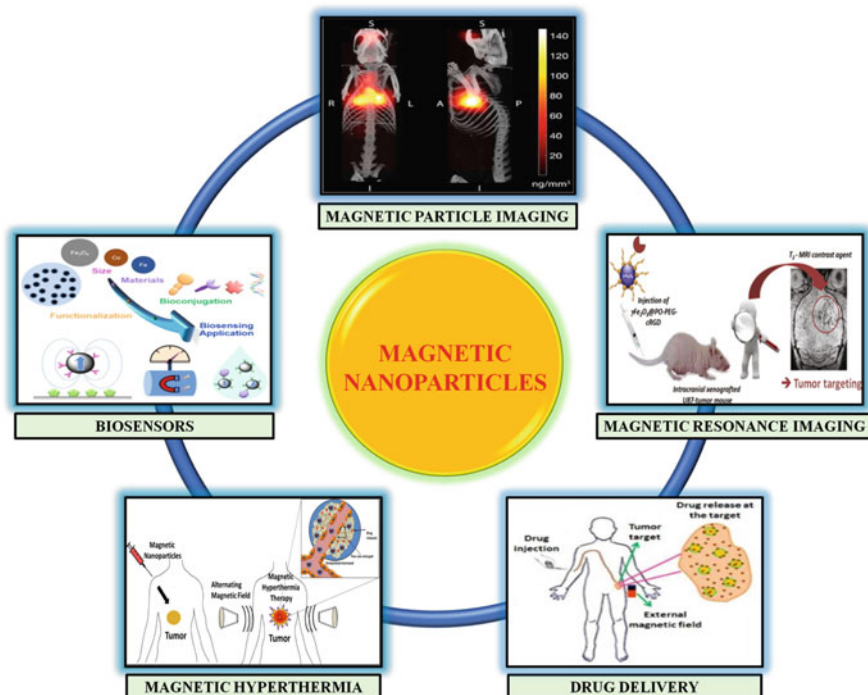 S
S
140
120
100
80
60
40
20
R
L
A
P
I
I
ng/mm³
MAGNETIC PARTICLE IMAGING
Fe₃O₄
Co
Fe
Size
Materials
Bioconjugation
Functionalization
Biosensing
Application
BIOSENSORS
MAGNETIC
NANOPARTICLES
T₂- MRI contrast agent
Injection of
γFe₂O₃@PO-PEG-
cRGD
Intracranial xenografted
U87-tumor mouse
→ Tumor targeting
MAGNETIC RESONANCE IMAGING
Magnetic
Nanoparticles
Tumor
Alternating
Magnetic Field
Magnetic
Hyperthermia
Therapy
Tumor
MAGNETIC HYPERTHERMIA
Drug release at
the target
Drug
injection
Tumor
target
External
magnetic field
DRUG DELIVERY